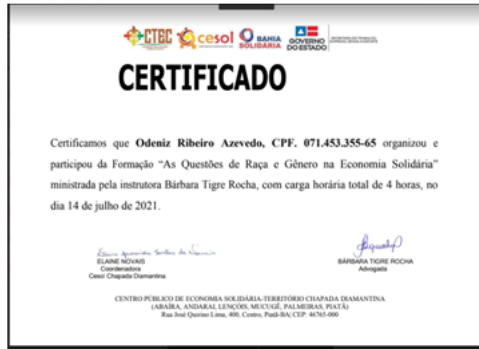 CTEC cesol BAHIA SOLIDÁRIA GOVERNO DO ESTADO
CERTIFICADO
Certificamos que Odeniz Ribeiro Azevedo, CPF. 071.453.355-65 organizou e
participou da Formação “As Questões de Raça e Gênero na Economia Solidária”
ministrada pela instrutora Bárbara Tigre Rocha, com carga horária total de 4 horas, no
dia 14 de julho de 2021.
ELAINE NOVAIS
Coordenadora
Cesol Chapada Diamantina
BÁRBARA TIGRE ROCHA
Advogada
CENTRO PÚBLICO DE ECONOMIA SOLIDÁRIA-TERRITÓRIO CHAPADA DIAMANTINA
(ABAÍRA, ANDARAÍ, LENÇÓIS, MUCUGÊ, PALMEIRAS, PIATÃ)
Rua José Quirino Lima, 400, Centro, Piatã-BA| CEP: 46765-000